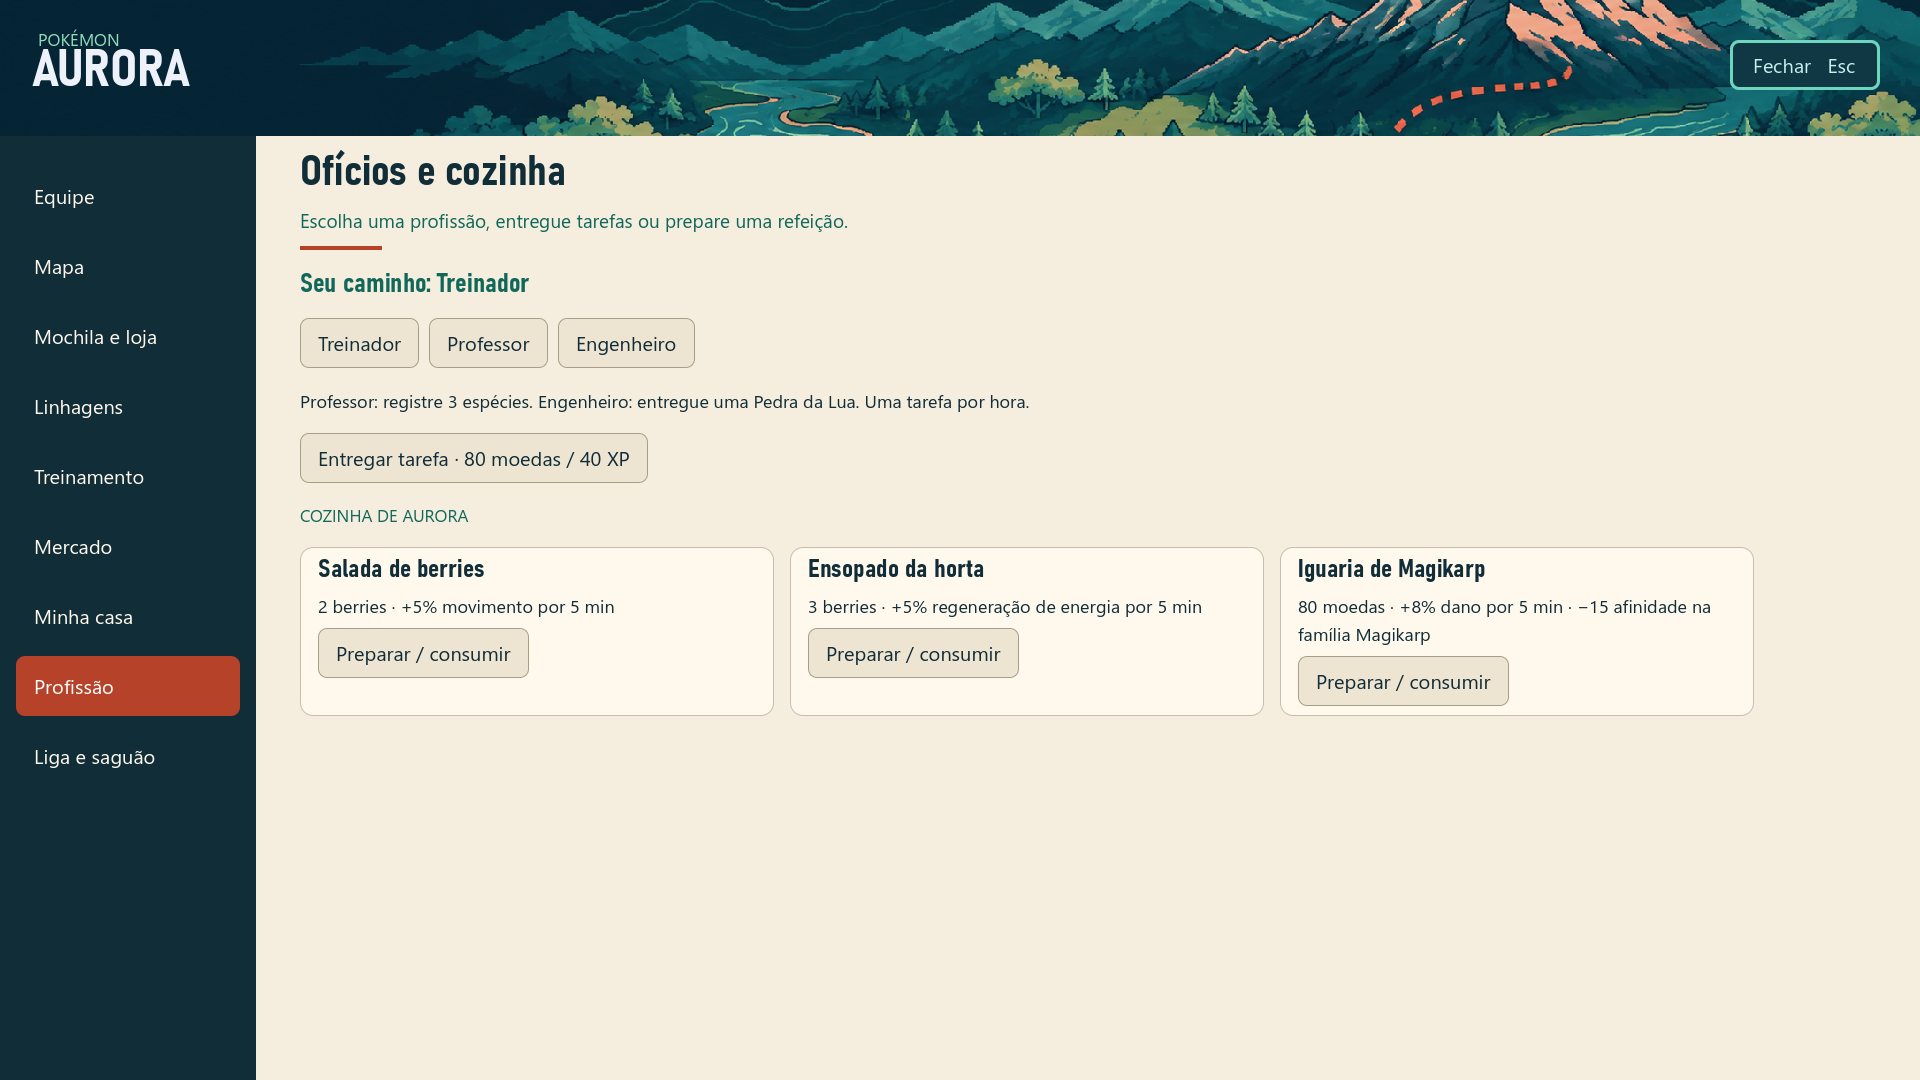 POKÉMON
AURORA
Fechar Esc
Equipe
Mapa
Mochila e loja
Linhagens
Treinamento
Mercado
Minha casa
Profissão
Liga e saguão
Ofícios e cozinha
Escolha uma profissão, entregue tarefas ou prepare uma refeição.
Seu caminho: Treinador
Treinador Professor Engenheiro
Professor: registre 3 espécies. Engenheiro: entregue uma Pedra da Lua. Uma tarefa por hora.
Entregar tarefa · 80 moedas / 40 XP
COZINHA DE AURORA
Salada de berries
2 berries · +5% movimento por 5 min
Preparar / consumir
Ensopado da horta
3 berries · +5% regeneração de energia por 5 min
Preparar / consumir
Iguaria de Magikarp
80 moedas · +8% dano por 5 min · −15 afinidade na
família Magikarp
Preparar / consumir